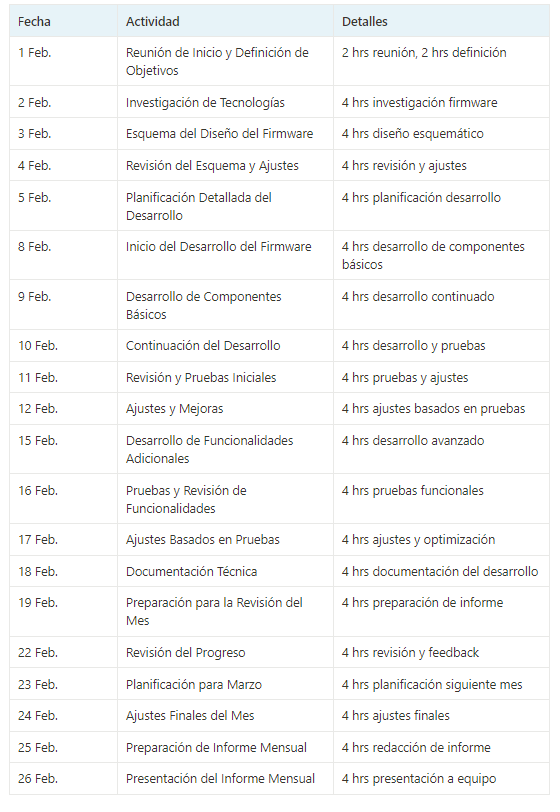 Fecha Actividad Detalles
1 Feb. Reunión de Inicio y Definición de Objetivos 2 hrs reunión, 2 hrs definición
2 Feb. Investigación de Tecnologías 4 hrs investigación firmware
3 Feb. Esquema del Diseño del Firmware 4 hrs diseño esquemático
4 Feb. Revisión del Esquema y Ajustes 4 hrs revisión y ajustes
5 Feb. Planificación Detallada del Desarrollo 4 hrs planificación desarrollo
8 Feb. Inicio del Desarrollo del Firmware 4 hrs desarrollo de componentes básicos
9 Feb. Desarrollo de Componentes Básicos 4 hrs desarrollo continuado
10 Feb. Continuación del Desarrollo 4 hrs desarrollo y pruebas
11 Feb. Revisión y Pruebas Iniciales 4 hrs pruebas y ajustes
12 Feb. Ajustes y Mejoras 4 hrs ajustes basados en pruebas
15 Feb. Desarrollo de Funcionalidades Adicionales 4 hrs desarrollo avanzado
16 Feb. Pruebas y Revisión de Funcionalidades 4 hrs pruebas funcionales
17 Feb. Ajustes Basados en Pruebas 4 hrs ajustes y optimización
18 Feb. Documentación Técnica 4 hrs documentación del desarrollo
19 Feb. Preparación para la Revisión del Mes 4 hrs preparación de informe
22 Feb. Revisión del Progreso 4 hrs revisión y feedback
23 Feb. Planificación para Marzo 4 hrs planificación siguiente mes
24 Feb. Ajustes Finales del Mes 4 hrs ajustes finales
25 Feb. Preparación de Informe Mensual 4 hrs redacción de informe
26 Feb. Presentación del Informe Mensual 4 hrs presentación a equipo